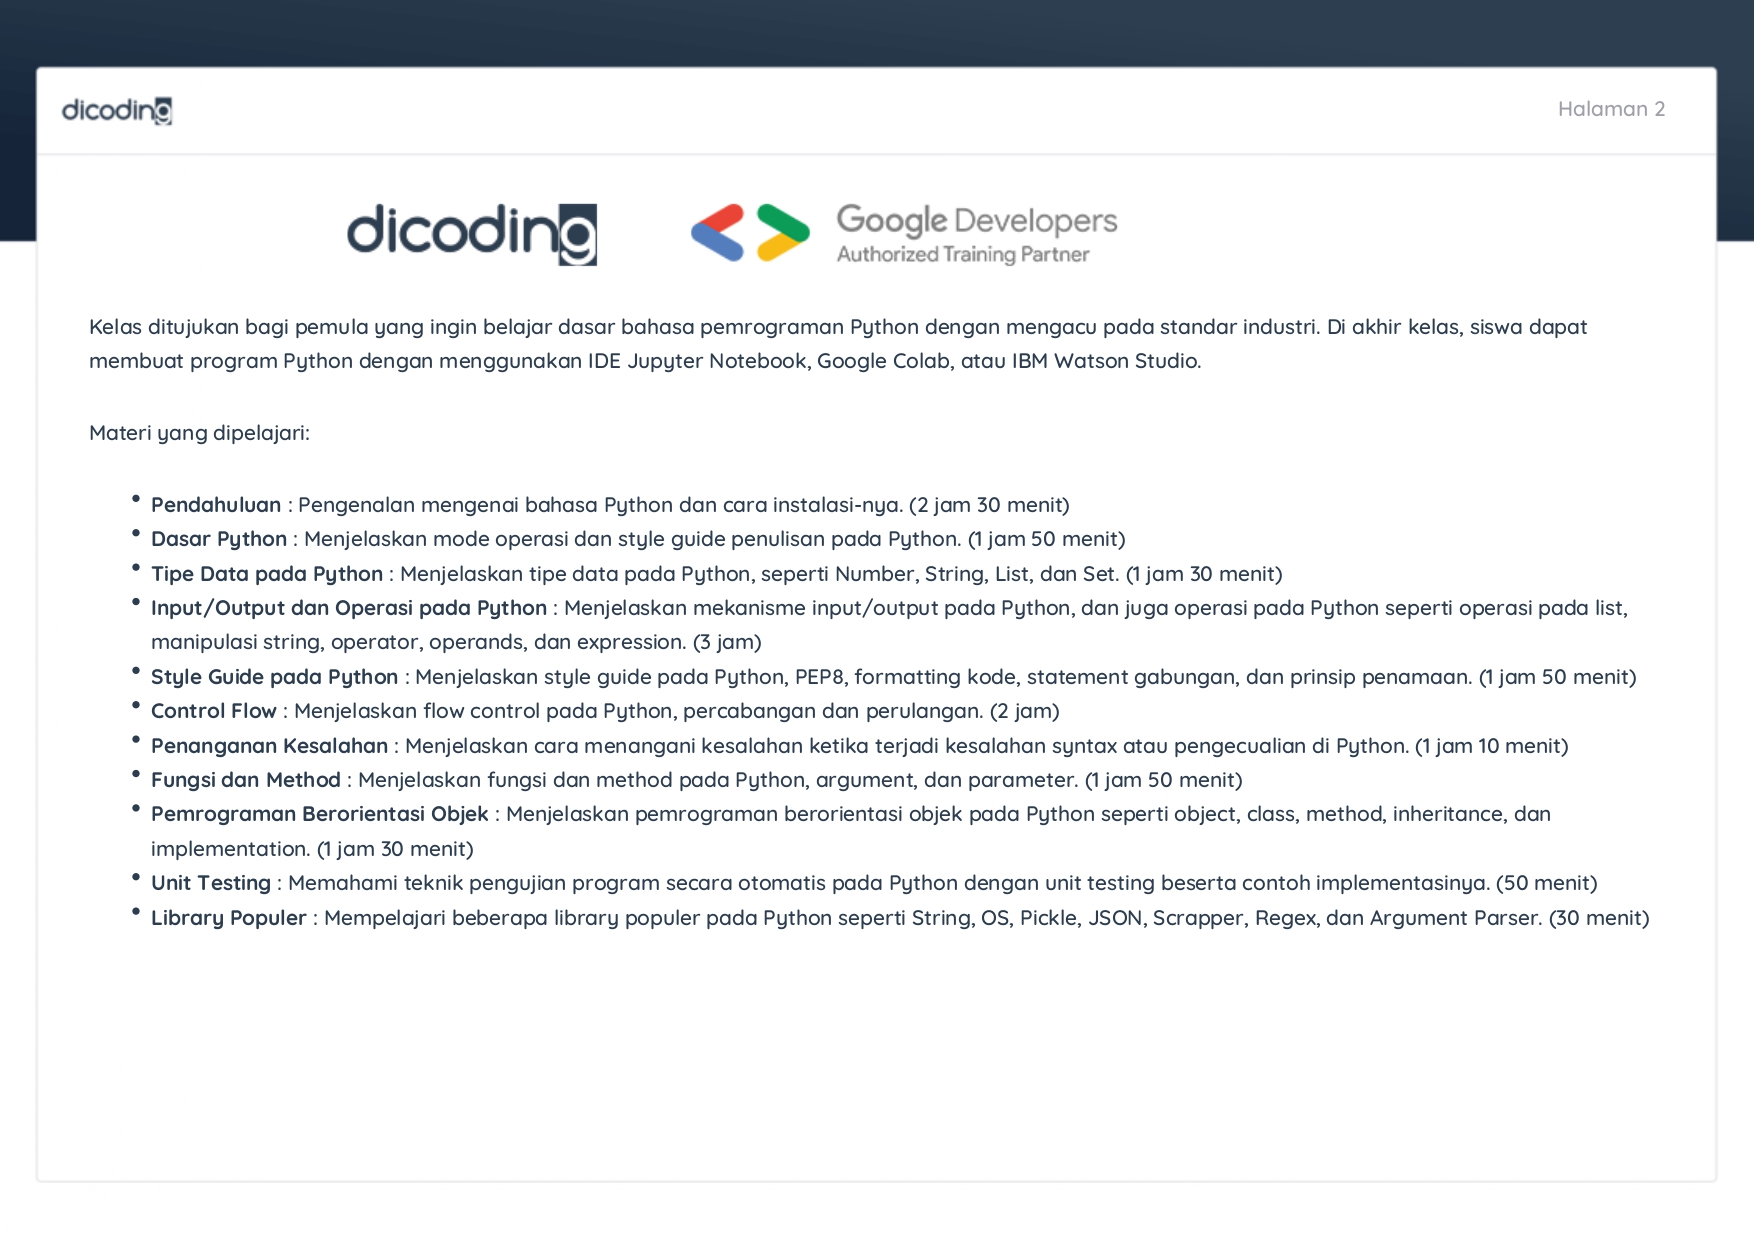 dicoding
Halaman 2
dicoding
Google Developers
Authorized Training Partner
Kelas ditujukan bagi pemula yang ingin belajar dasar bahasa pemrograman Python dengan mengacu pada standar industri. Di akhir kelas, siswa dapat
membuat program Python dengan menggunakan IDE Jupyter Notebook, Google Colab, atau IBM Watson Studio.
Materi yang dipelajari:
• Pendahuluan : Pengenalan mengenai bahasa Python dan cara instalasi-nya. (2 jam 30 menit)
• Dasar Python : Menjelaskan mode operasi dan style guide penulisan pada Python. (1 jam 50 menit)
• Tipe Data pada Python : Menjelaskan tipe data pada Python, seperti Number, String, List, dan Set. (1 jam 30 menit)
• Input/Output dan Operasi pada Python : Menjelaskan mekanisme input/output pada Python, dan juga operasi pada Python seperti operasi pada list,
manipulasi string, operator, operands, dan expression. (3 jam)
• Style Guide pada Python : Menjelaskan style guide pada Python, PEP8, formatting kode, statement gabungan, dan prinsip penamaan. (1 jam 50 menit)
• Control Flow : Menjelaskan flow control pada Python, percabangan dan perulangan. (2 jam)
• Penanganan Kesalahan : Menjelaskan cara menangani kesalahan ketika terjadi kesalahan syntax atau pengecualian di Python. (1 jam 10 menit)
• Fungsi dan Method : Menjelaskan fungsi dan method pada Python, argument, dan parameter. (1 jam 50 menit)
• Pemrograman Berorientasi Objek : Menjelaskan pemrograman berorientasi objek pada Python seperti object, class, method, inheritance, dan
implementation. (1 jam 30 menit)
• Unit Testing : Memahami teknik pengujian program secara otomatis pada Python dengan unit testing beserta contoh implementasinya. (50 menit)
• Library Populer : Mempelajari beberapa library populer pada Python seperti String, OS, Pickle, JSON, Scrapper, Regex, dan Argument Parser. (30 menit)